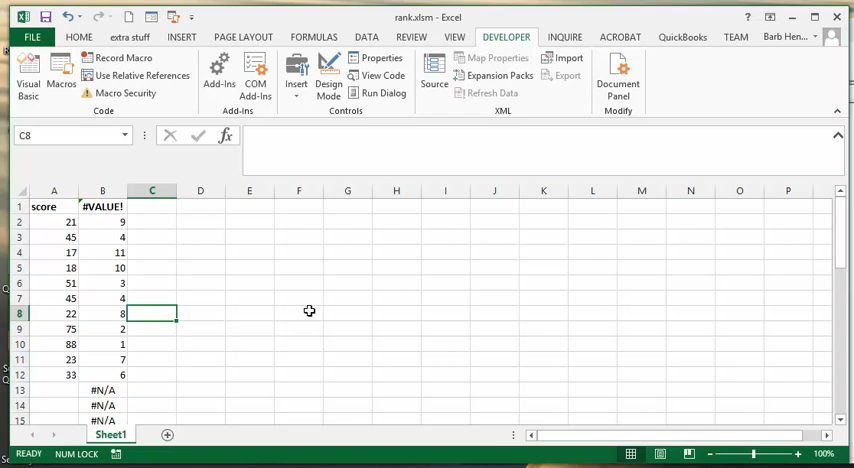 rank.xlsm - Excel
FILE HOME extra stuff INSERT PAGE LAYOUT FORMULAS DATA REVIEW VIEW DEVELOPER INQUIRE ACROBAT QuickBooks TEAM Barb Hen...
Visual Basic
Macros
Record Macro
Use Relative References
Macro Security
Code
Add-Ins
COM Add-Ins
Add-Ins
Insert
Design Mode
Properties
View Code
Run Dialog
Controls
Source
Map Properties
Expansion Packs
Refresh Data
Import
Export
XML
Document Panel
Modify
C8 fx
A B C D E F G H I J K L M N O P
1 score #VALUE!
2 21 9
3 45 4
4 17 11
5 18 10
6 51 3
7 45 4
8 22 8
9 75 2
10 88 1
11 23 7
12 33 6
13 #N/A
14 #N/A
15 #N/A
Sheet1
READY NUM LOCK 100%